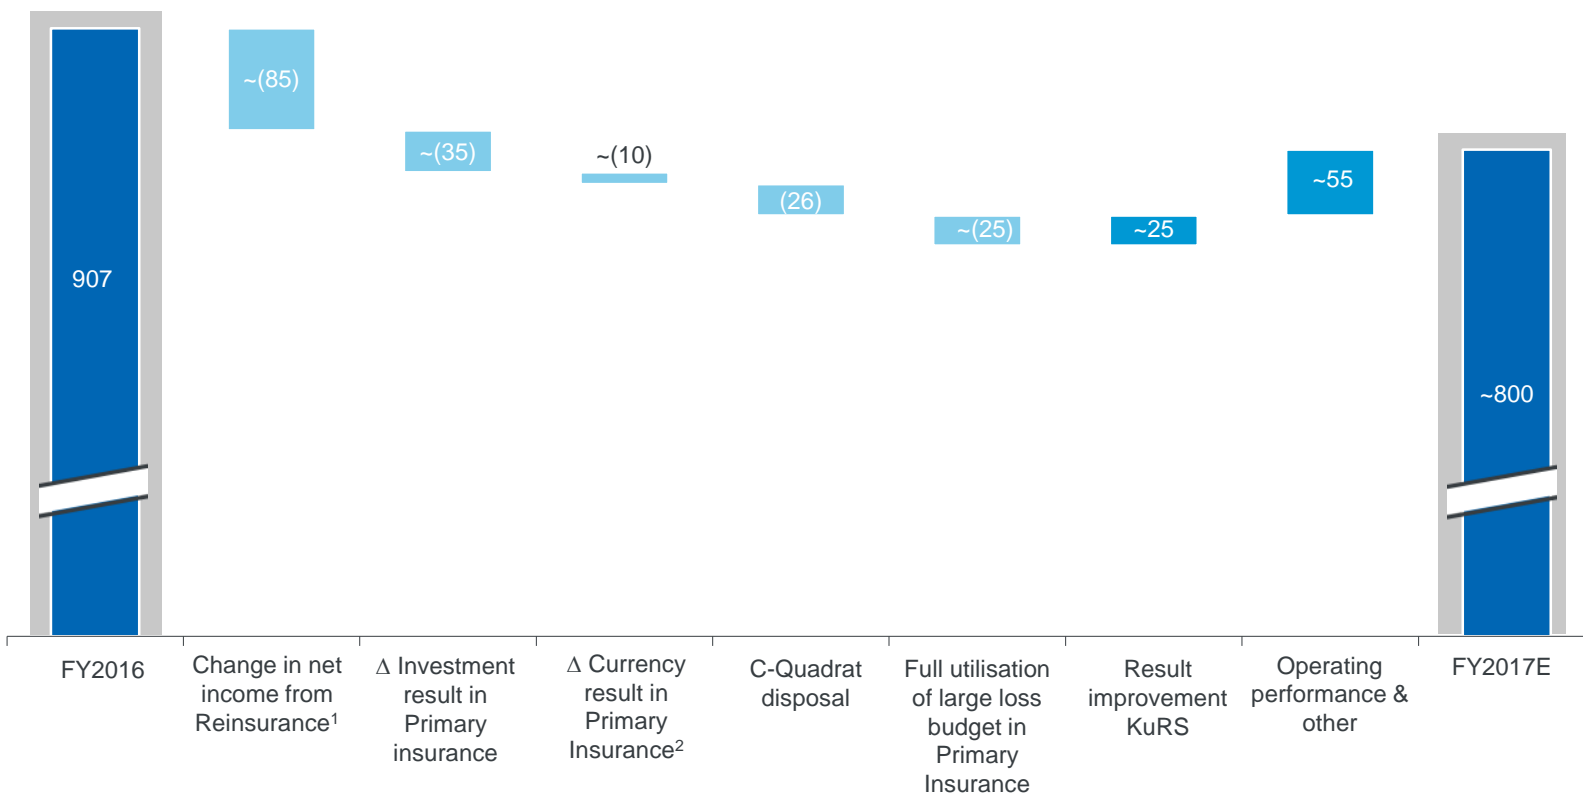 ~(85)
~(35)
~(10)
(26)
~(25)
~25
~55
907
~800
FY2016
Change in net
income from
Reinsurance¹
∆ Investment
result in
Primary
insurance
∆ Currency
result in
Primary
Insurance²
C-Quadrat
disposal
Full utilisation
of large loss
budget in
Primary
Insurance
Result
improvement
KuRS
Operating
performance &
other
FY2017E